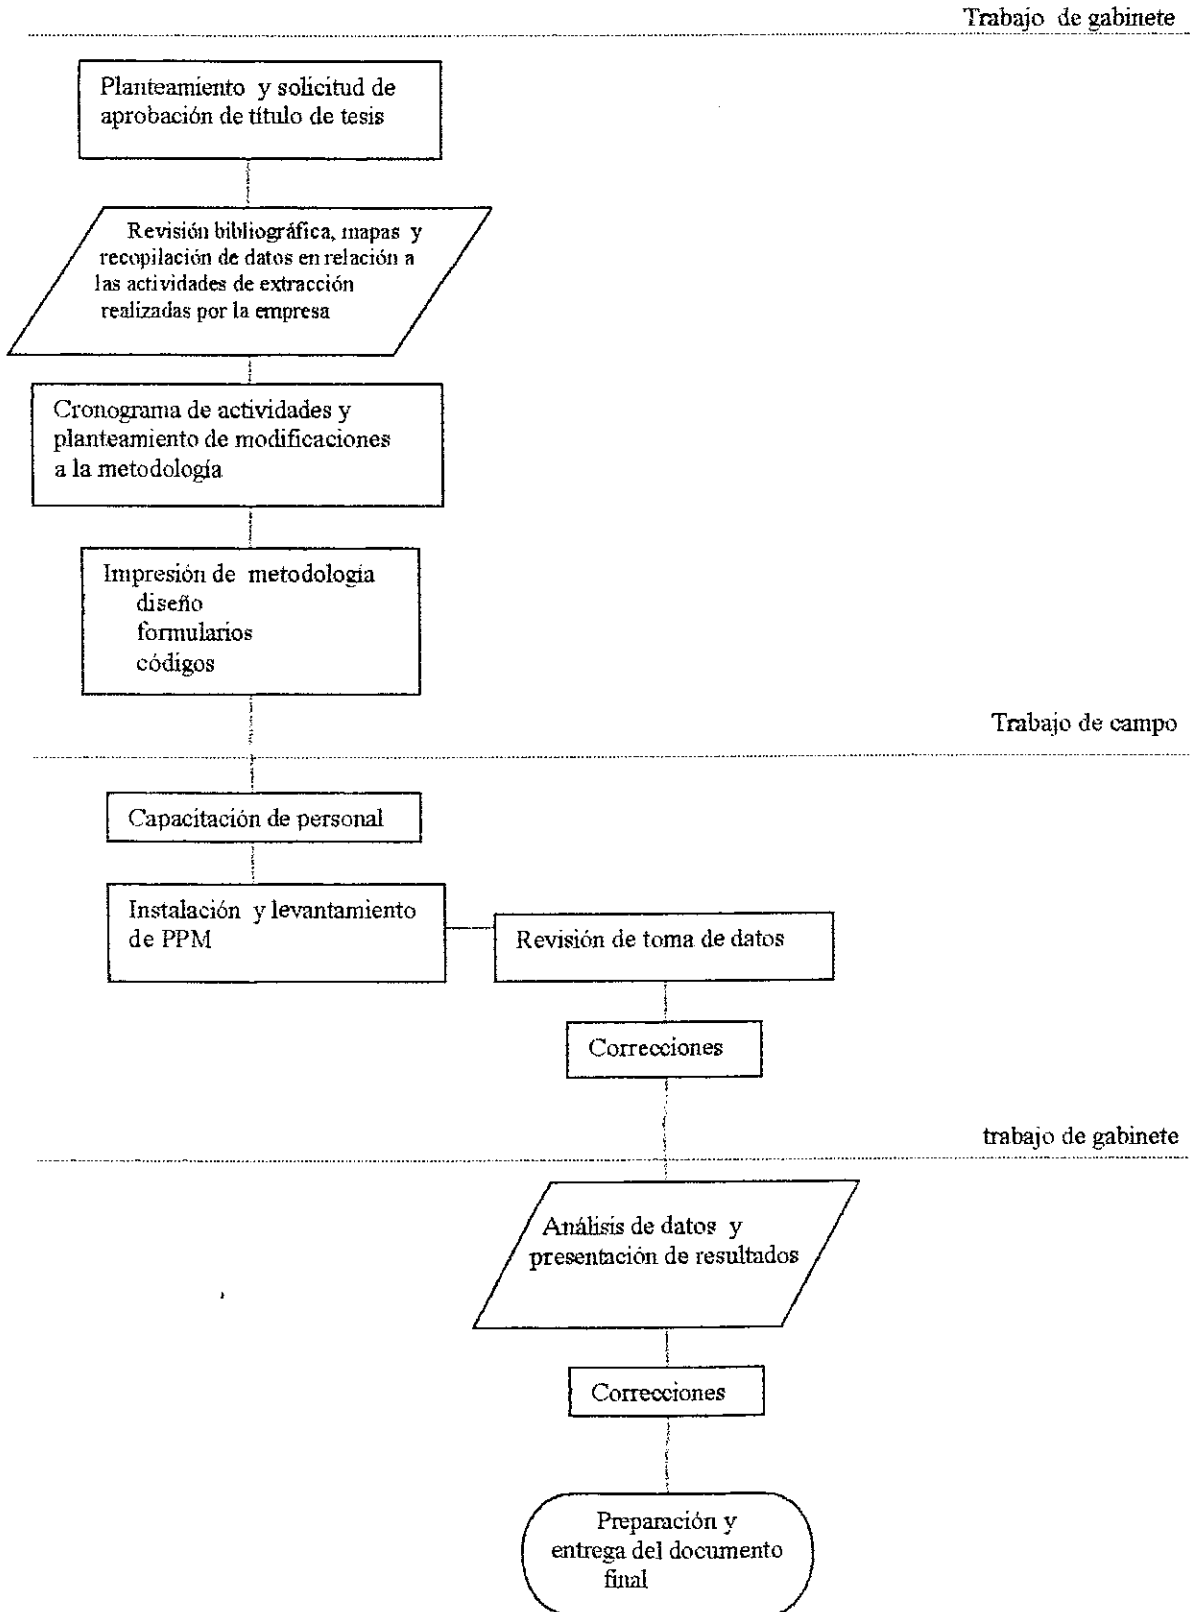 Trabajo de gabinete
Planteamiento y solicitud de
aprobación de título de tesis
Revisión bibliográfica, mapas y
recopilación de datos en relación a
las actividades de extracción
realizadas por la empresa
Cronograma de actividades y
planteamiento de modificaciones
a la metodología
Impresión de metodología
diseño
formularios
códigos
Trabajo de campo
Capacitación de personal
Instalación y levantamiento
de PPM
Revisión de toma de datos
Correcciones
trabajo de gabinete
Análisis de datos y
presentación de resultados
Correcciones
Preparación y
entrega del documento
final